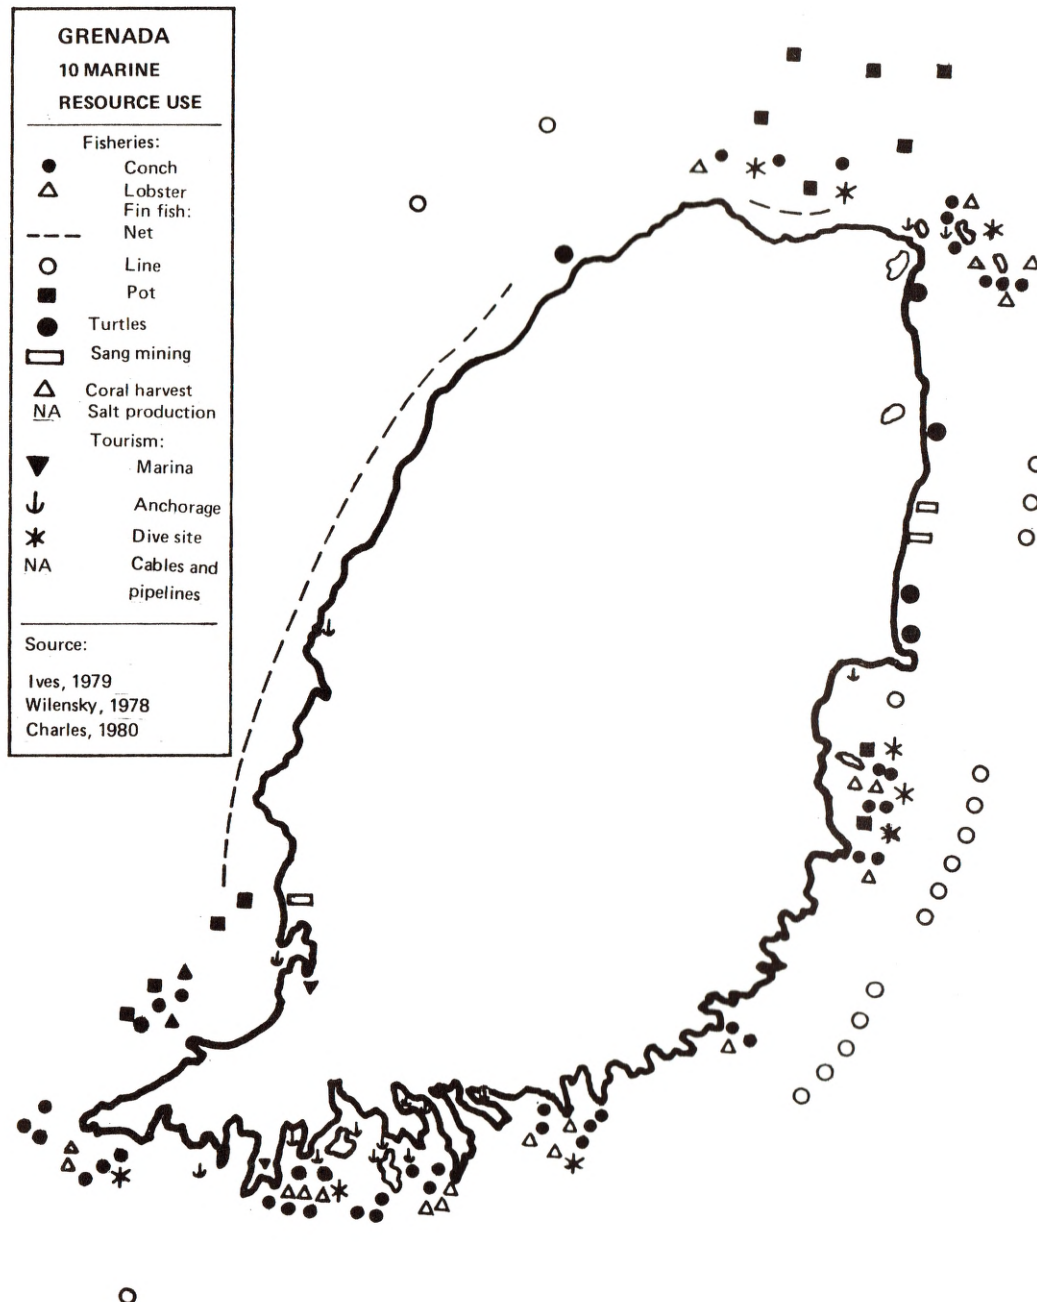 GRENADA
10 MARINE
RESOURCE USE
Fisheries:
Conch
Lobster
Fin fish:
Net
Line
Pot
Turtles
Sang mining
Coral harvest
NA Salt production
Tourism:
Marina
Anchorage
Dive site
NA Cables and
pipelines
Source:
Ives, 1979
Wilensky, 1978
Charles, 1980